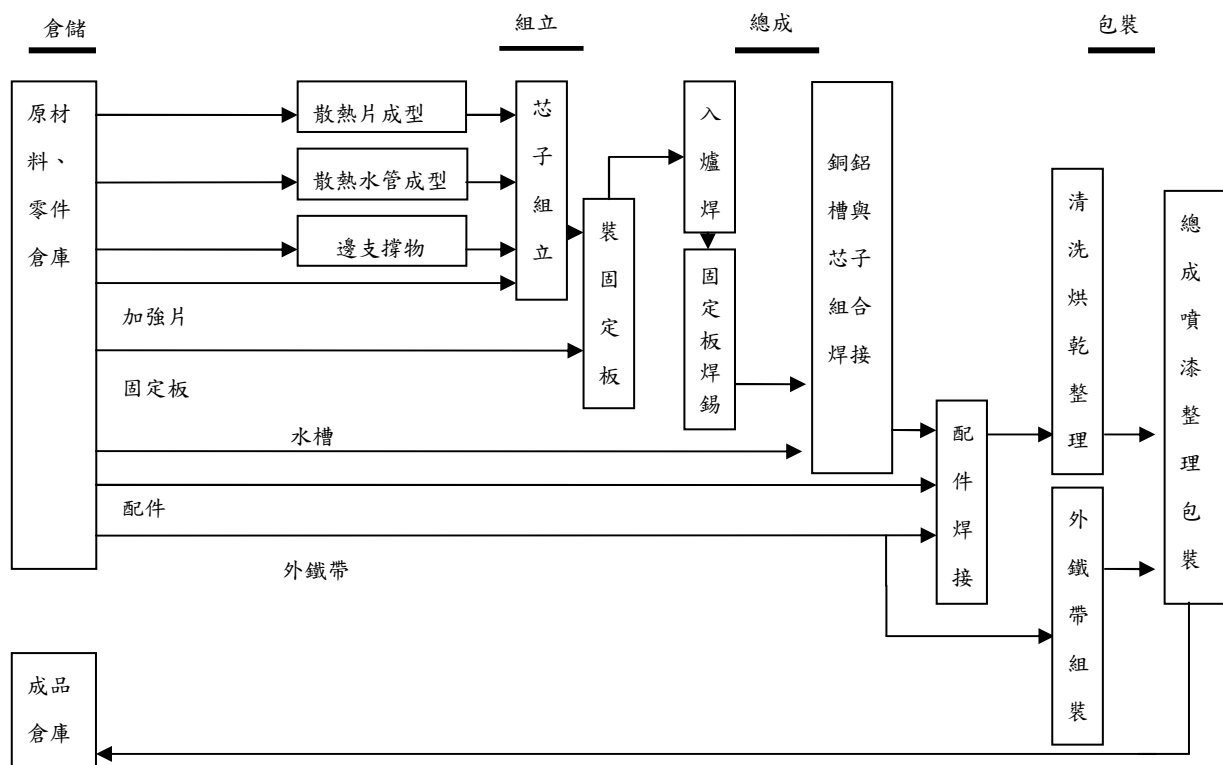 倉儲
組立
總成
包裝
原材
料、
零件
倉庫
散熱片成型
散熱水管成型
邊支撐物
芯子組立
裝固定板
入爐焊
固定板焊錫
銅鋁
槽與
芯子
組合
焊接
配件焊接
清洗烘乾整理
外鐵帶組裝
總成噴漆整理包裝
加強片
固定板
水槽
配件
外鐵帶
成品
倉庫